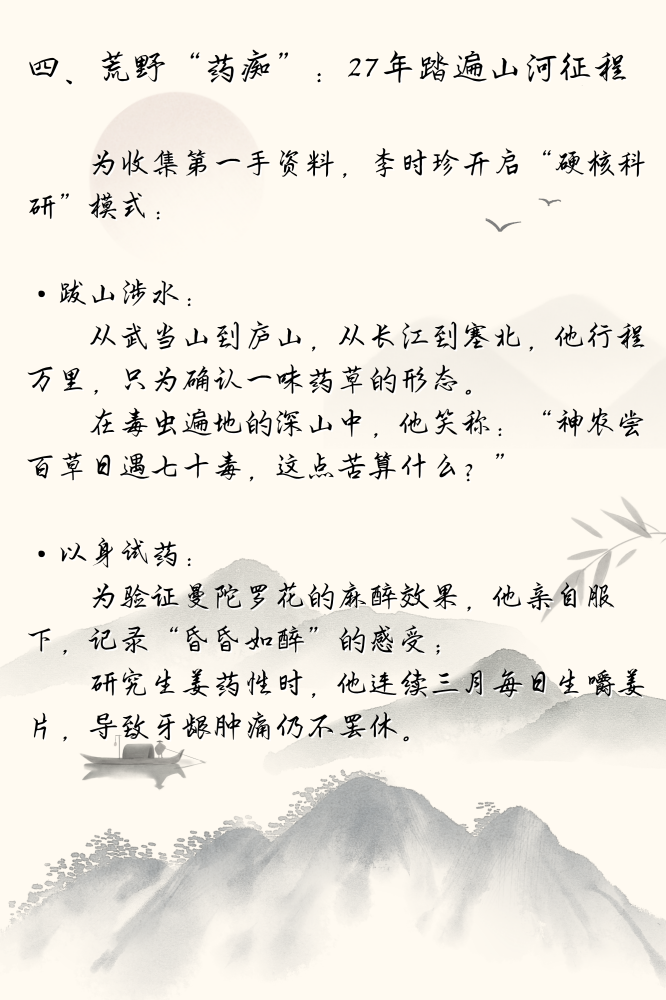 四、荒野“药痴”：27年踏遍山河征程
为收集第一手资料，李时珍开启“硬核科
研”模式：
·跋山涉水：
从武当山到庐山，从长江到塞北，他行程
万里，只为确认一味药草的形态。
在毒虫遍地的深山中，他笑称：“神农尝
百草日遇七十毒，这点苦算什么？”
·以身试药：
为验证曼陀罗花的麻醉效果，他亲自服
下，记录“昏昏如醉”的感受；
研究生姜药性时，他连续三月每日生嚼姜
片，导致牙龈肿痛仍不罢休。